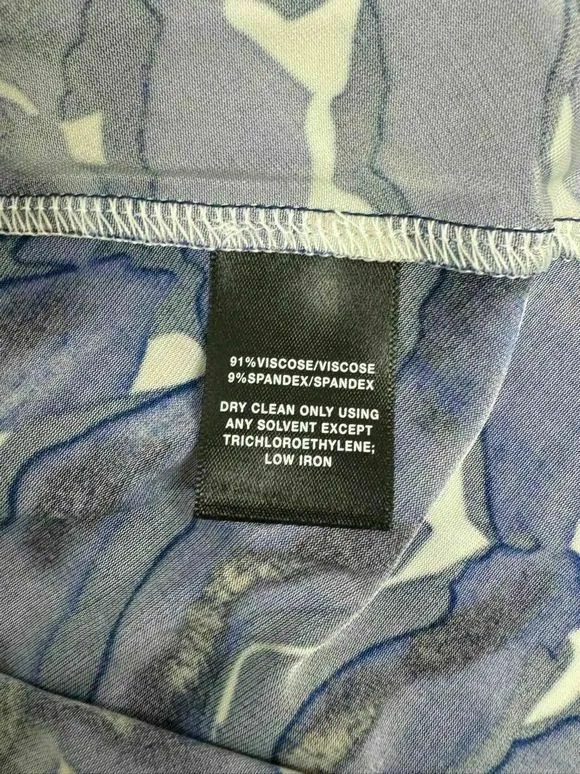 91%VISCOSE/VISCOSE
9%SPANDEX/SPANDEX
DRY CLEAN ONLY USING
ANY SOLVENT EXCEPT
TRICHLOROETHYLENE;
LOW IRON